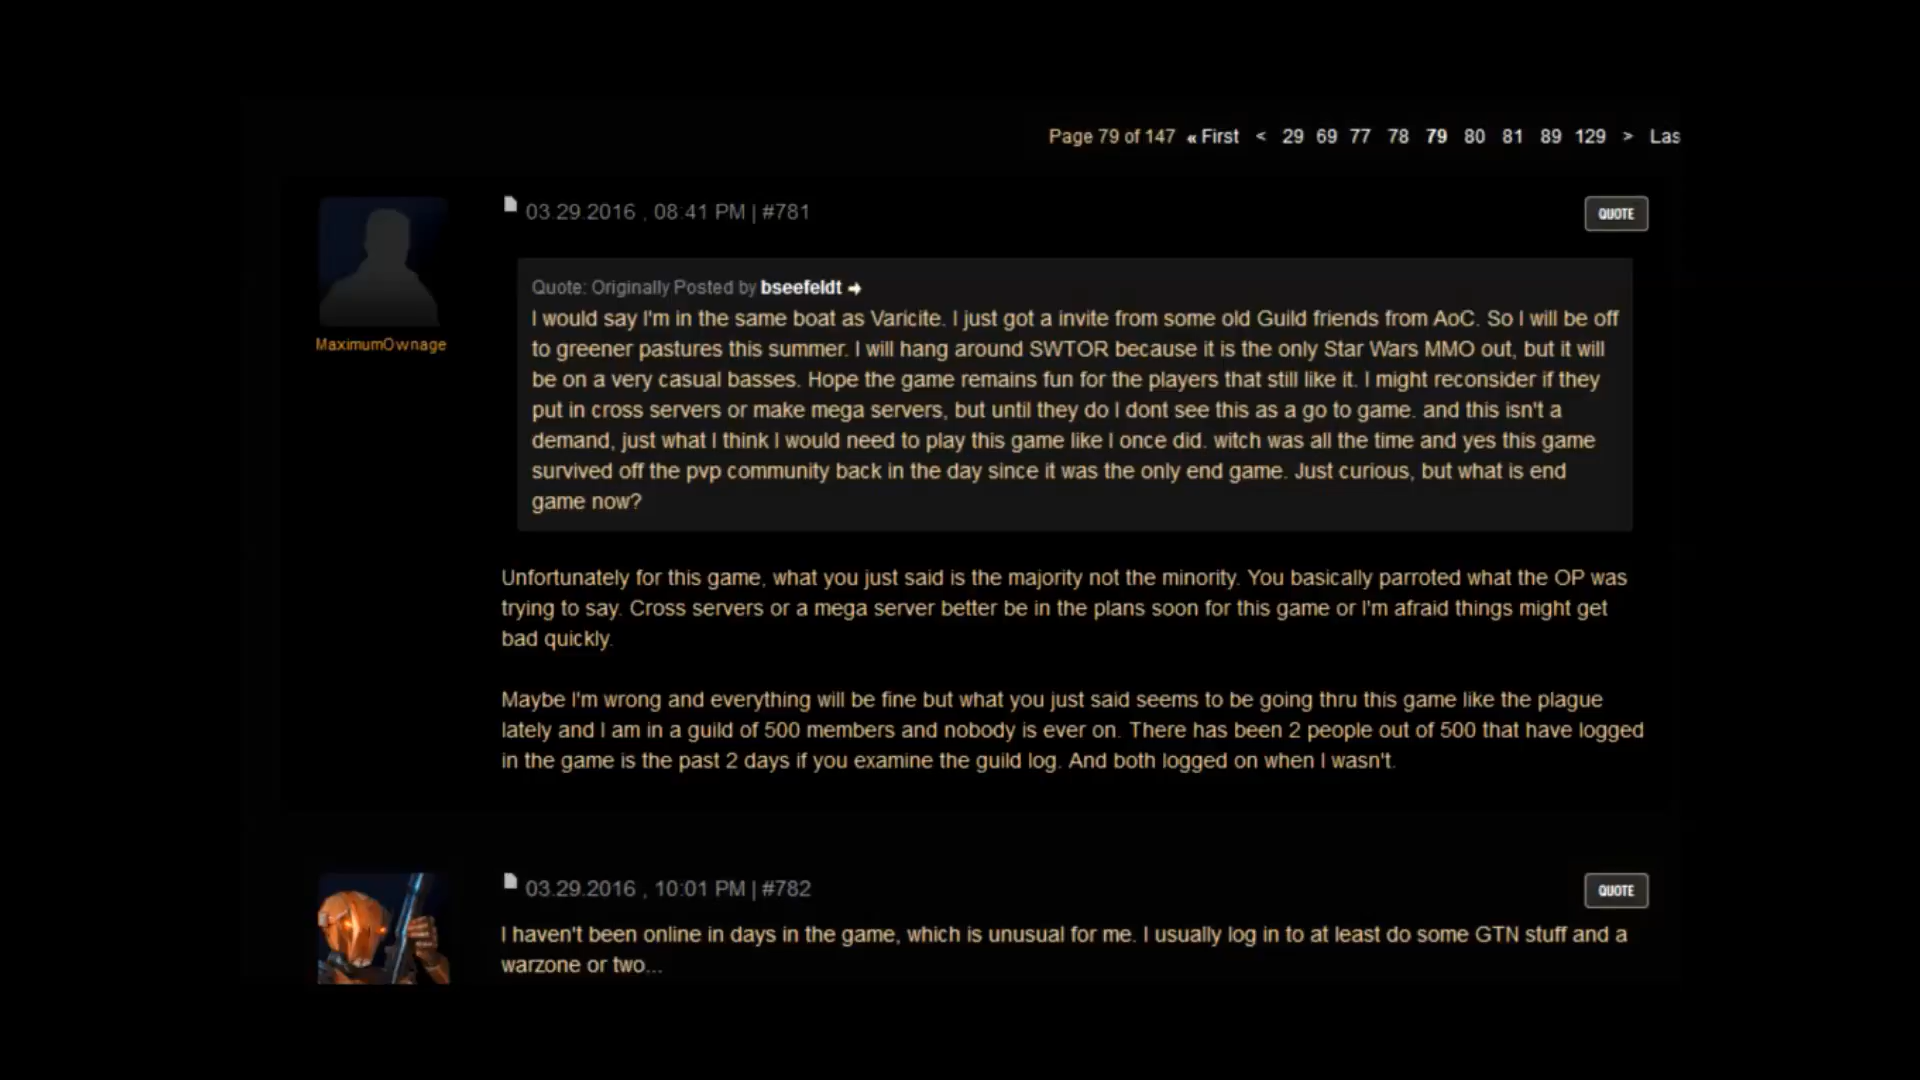 Page 79 of 147 « First < 29 69 77 78 79 80 81 89 129 > Las
03.29.2016 , 08:41 PM | #781
QUOTE
MaximumOwnage
Quote: Originally Posted by bseefeldt
I would say I'm in the same boat as Varicite. I just got a invite from some old Guild friends from AoC. So I will be off
to greener pastures this summer. I will hang around SWTOR because it is the only Star Wars MMO out, but it will
be on a very casual basses. Hope the game remains fun for the players that still like it. I might reconsider if they
put in cross servers or make mega servers, but until they do I dont see this as a go to game. and this isn't a
demand, just what I think I would need to play this game like I once did. witch was all the time and yes this game
survived off the pvp community back in the day since it was the only end game. Just curious, but what is end
game now?
Unfortunately for this game, what you just said is the majority not the minority. You basically parroted what the OP was
trying to say. Cross servers or a mega server better be in the plans soon for this game or I'm afraid things might get
bad quickly.
Maybe I'm wrong and everything will be fine but what you just said seems to be going thru this game like the plague
lately and I am in a guild of 500 members and nobody is ever on. There has been 2 people out of 500 that have logged
in the game is the past 2 days if you examine the guild log. And both logged on when I wasn't.
03.29.2016 , 10:01 PM | #782
QUOTE
I haven't been online in days in the game, which is unusual for me. I usually log in to at least do some GTN stuff and a
warzone or two...